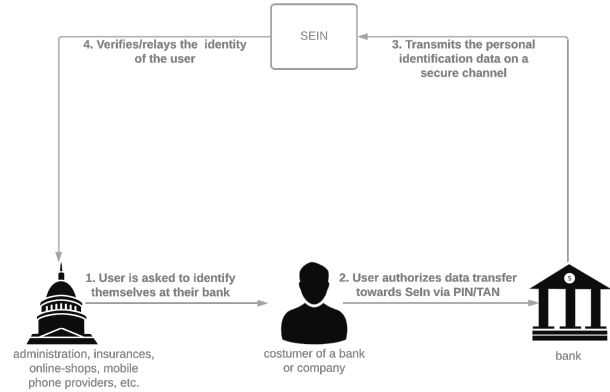 SEIN
4. Verifies/relays the identity
of the user
3. Transmits the personal
identification data on a
secure channel
1. User is asked to identify
themselves at their bank
2. User authorizes data transfer
towards SeIn via PIN/TAN
$
administration, insurances,
online-shops, mobile
phone providers, etc.
costumer of a bank
or company
bank